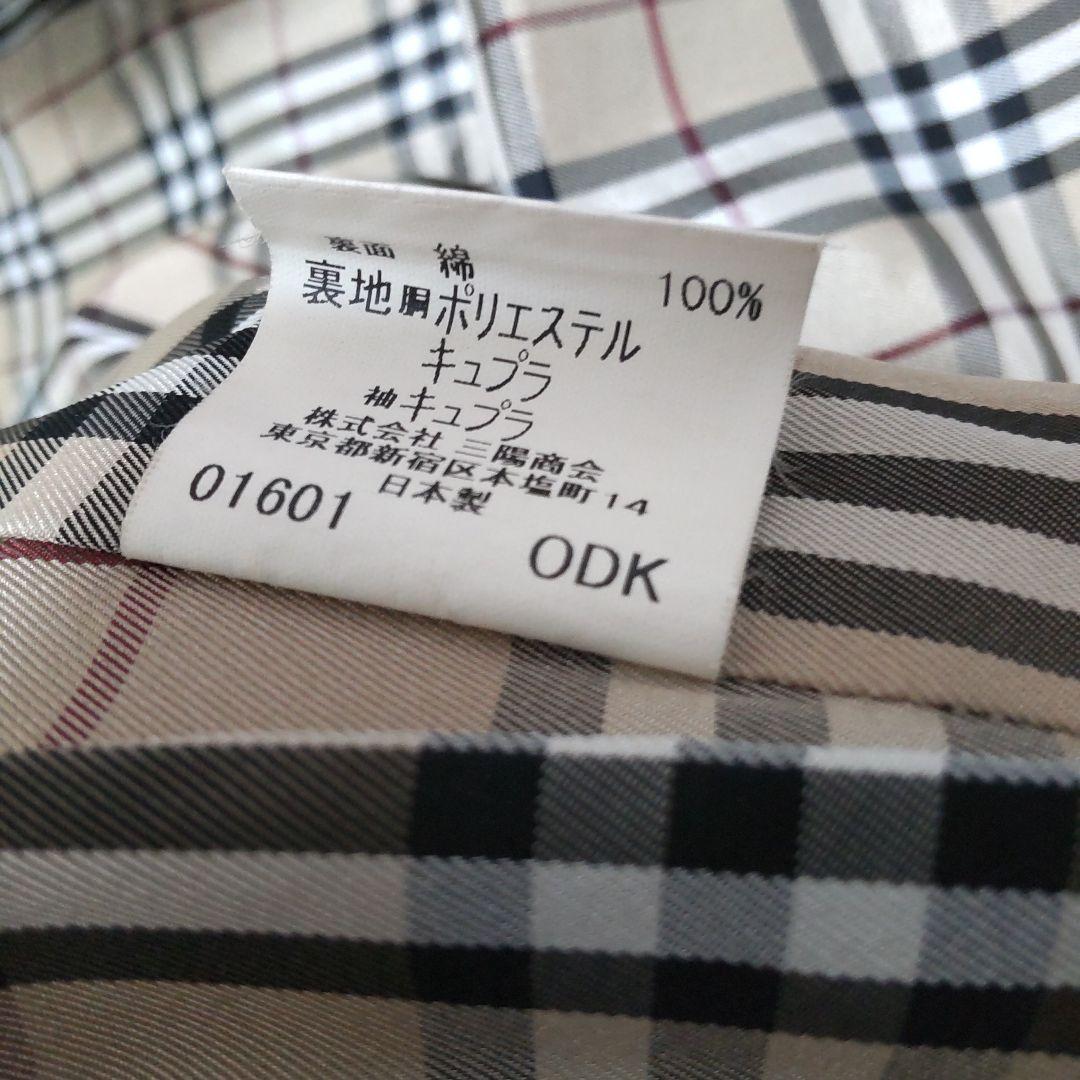 裏面 綿 100%
裏地胴ポリエステル
キュプラ
袖キュプラ
株式会社 三陽商会
東京都新宿区本塩町14
日本製
01601 ODK